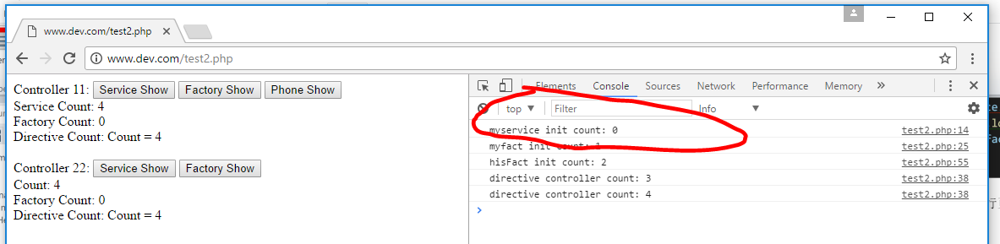 www.dev.com/test2.php
www.dev.com/test2.php
Controller 11: Service Show Factory Show Phone Show
Service Count: 4
Factory Count: 0
Directive Count: Count = 4
Controller 22: Service Show Factory Show
Count: 4
Factory Count: 0
Directive Count: Count = 4
Elements Console Sources Network Performance Memory
top Filter Info
myservice init count: 0 test2.php:14
myfact init count: 1 test2.php:25
hisFact init count: 2 test2.php:55
directive controller count: 3 test2.php:38
directive controller count: 4 test2.php:38